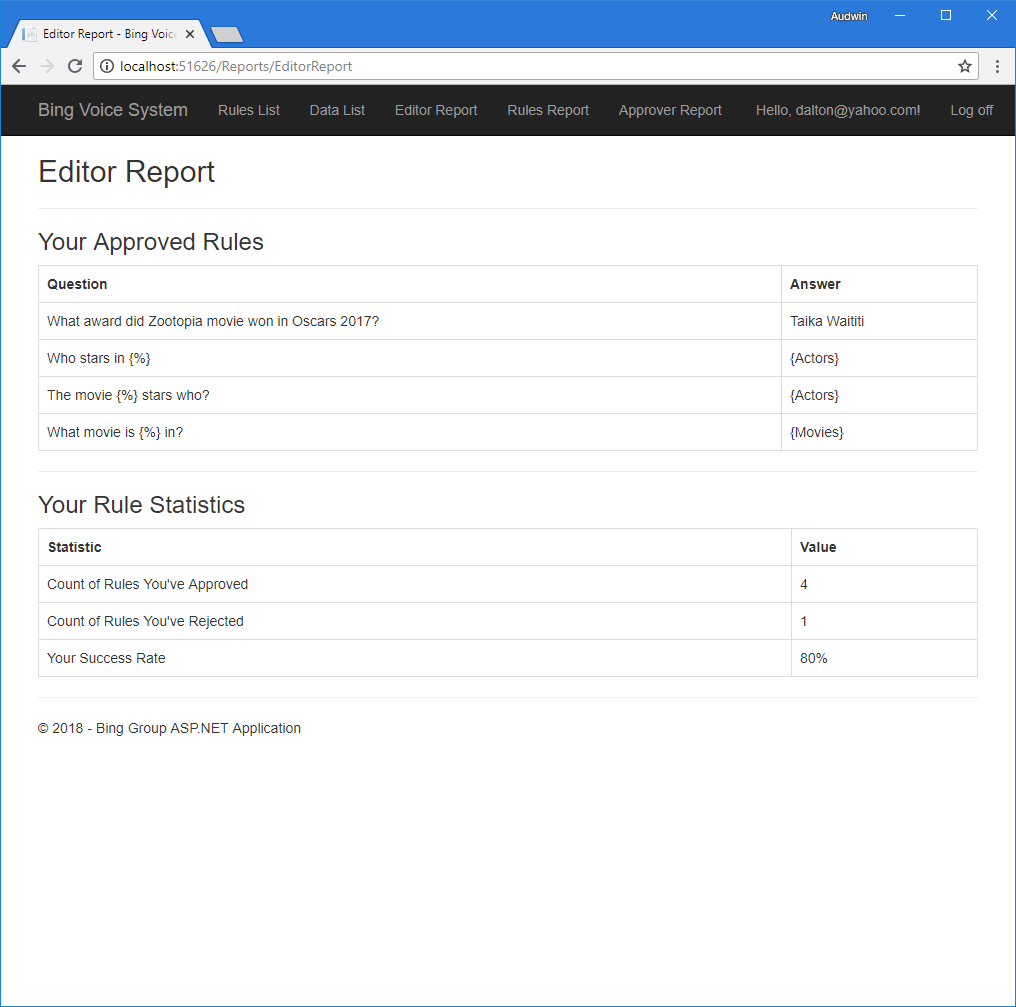 Audwin
Editor Report - Bing Voic
localhost:51626/Reports/EditorReport
Bing Voice System Rules List Data List Editor Report Rules Report Approver Report Hello, dalton@yahoo.com! Log off
Editor Report
Your Approved Rules
Question Answer
What award did Zootopia movie won in Oscars 2017? Taika Waititi
Who stars in {%} {Actors}
The movie {%} stars who? {Actors}
What movie is {%} in? {Movies}
Your Rule Statistics
Statistic Value
Count of Rules You've Approved 4
Count of Rules You've Rejected 1
Your Success Rate 80%
© 2018 - Bing Group ASP.NET Application